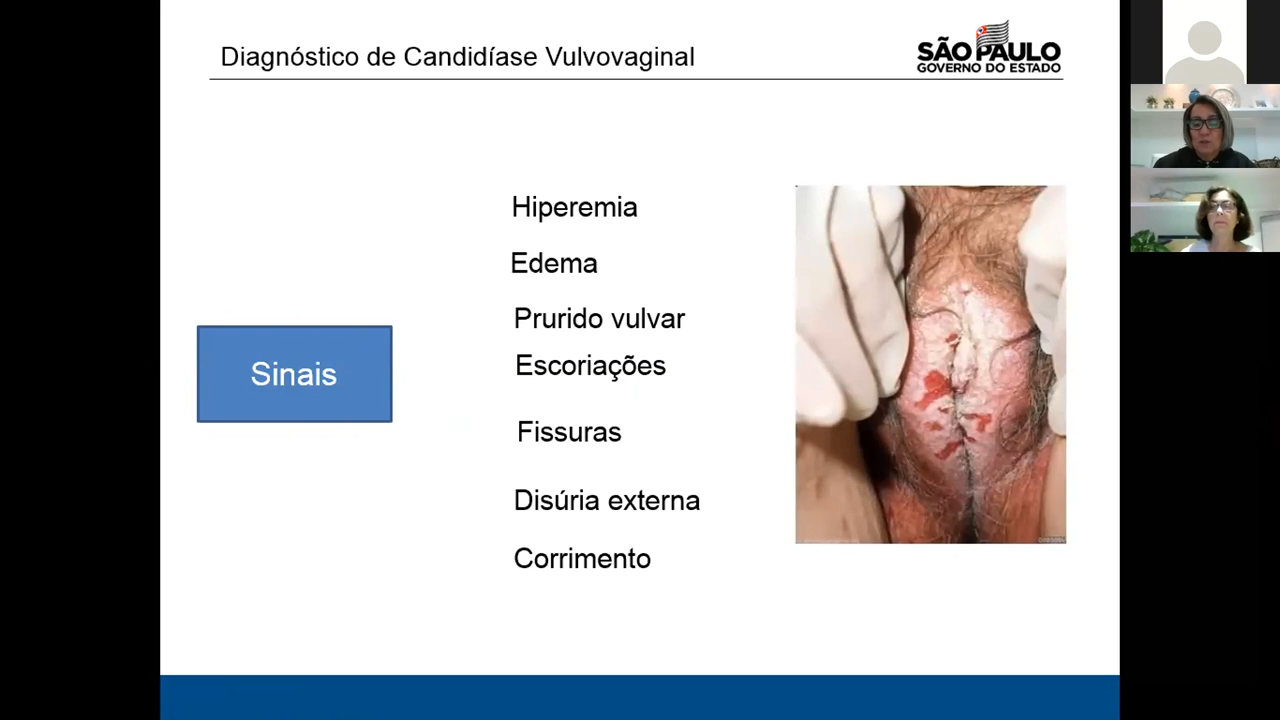 Diagnóstico de Candidíase Vulvovaginal
SÃO PAULO
GOVERNO DO ESTADO
Hiperemia
Edema
Prurido vulvar
Sinais
Escoriações
Fissuras
Disúria externa
Corrimento